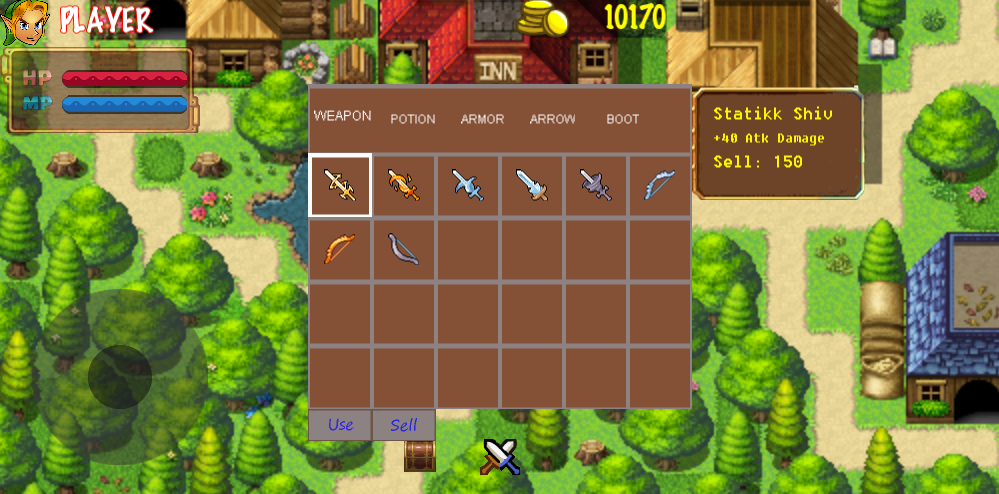 PLAYER
10170
HP
MP
INN
WEAPON POTION ARMOR ARROW BOOT
Statikk Shiv
+40 Atk Damage
Sell: 150
Use Sell